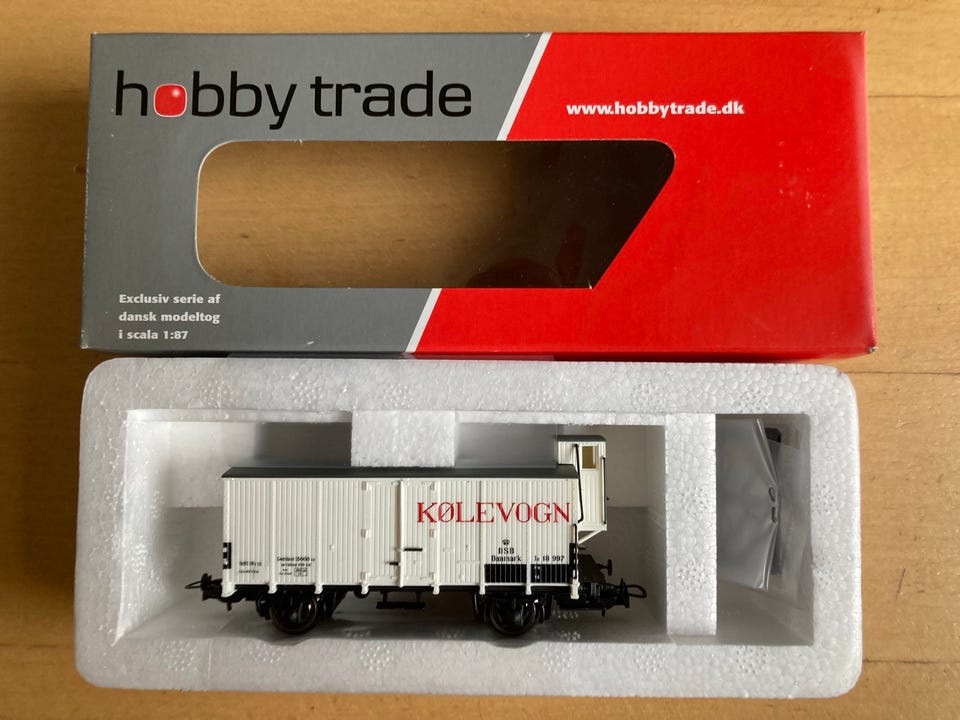 hobby trade
www.hobbytrade.dk
Exclusiv serie af
dansk modeltog
i scala 1:87
KØLEVOGN
DSB
Danmark